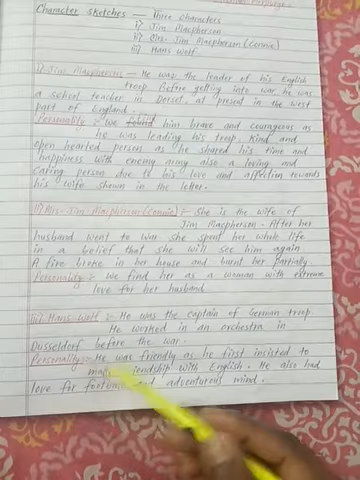 Character sketches - Three characters
i) Jim Macpherson
ii) Mrs. Jim Macpherson (connie)
iii) Hans Wolf.
i) Jim Macpherson - He was the leader of his English
troop. Before getting into war he was
a school teacher in Dorset, at present in the west
part of England.
Personality :- We found him brave and courageous as
he was leading his troop. Kind and
open hearted person as he shared his time and
happiness with enemy army also a loving and
caring person due to his love and affection towards
his wife shewn in the letter.
ii) Mrs. Jim Macpherson (Connie) :- She is the wife of
Jim Macpherson. After her
husband went to war she spent her whole life
in a belief that she will see him again
A fire broke in her house and burnt her partially.
Personality :- We find her as a woman with extreme
love for her husband
iii) Hans Wolf :- He was the captain of German troop.
He worked in an orchestra in
Dusseldorf before the war.
Personality :- He was friendly as he first incisted to
friendship with English. He also had
love for adventurous mind.